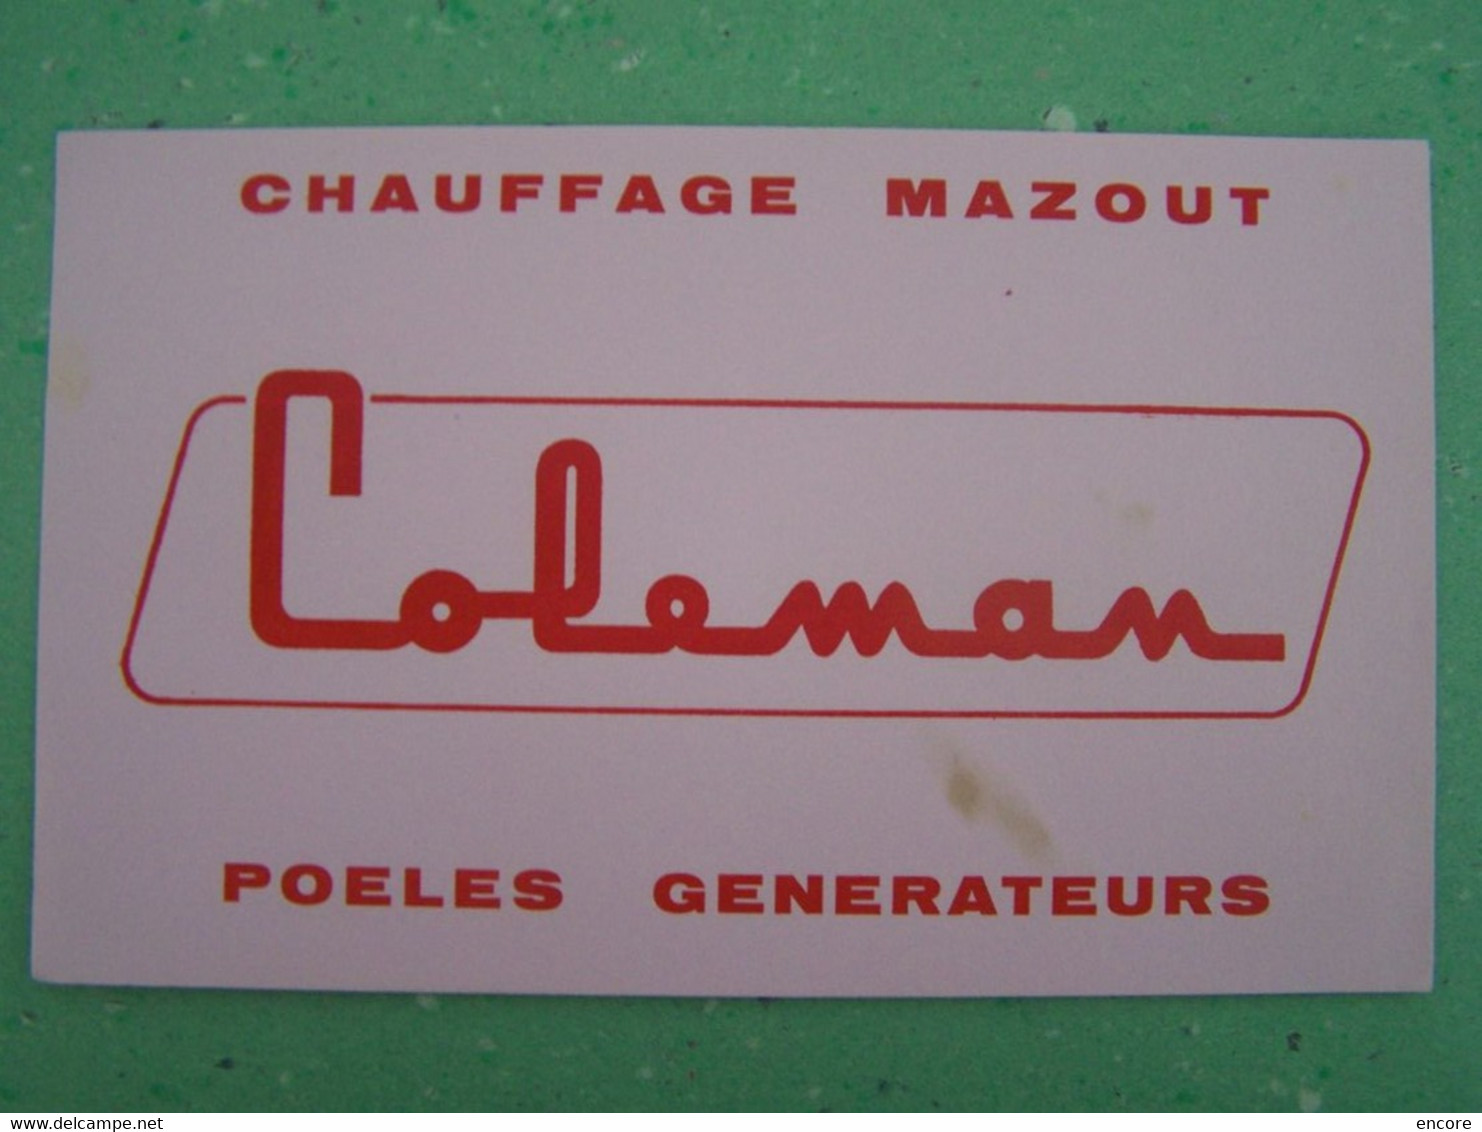 CHAUFFAGE MAZOUT
Coleman
POELES GENERATEURS
www.delcampe.net
encore